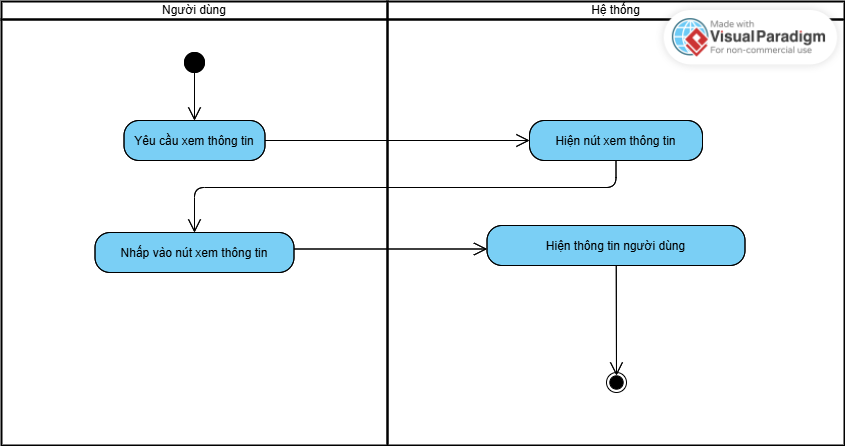 Người dùng
Hệ thống
Made with
Visual Paradigm
For non-commercial use
Yêu cầu xem thông tin
Hiện nút xem thông tin
Nhấp vào nút xem thông tin
Hiện thông tin người dùng